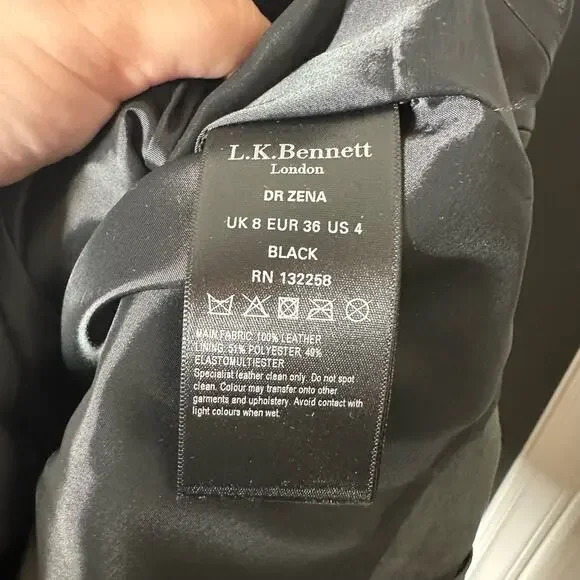 L.K.Bennett
London
DR ZENA
UK 8 EUR 36 US 4
BLACK
RN 132258
MAIN FABRIC: 100% LEATHER
LINING: 51% POLYESTER 49%
ELASTOMULTIESTER
Specialist leather clean only. Do not spot
clean. Colour may transfer onto other
garments and upholstery. Avoid contact with
light colours when wet.